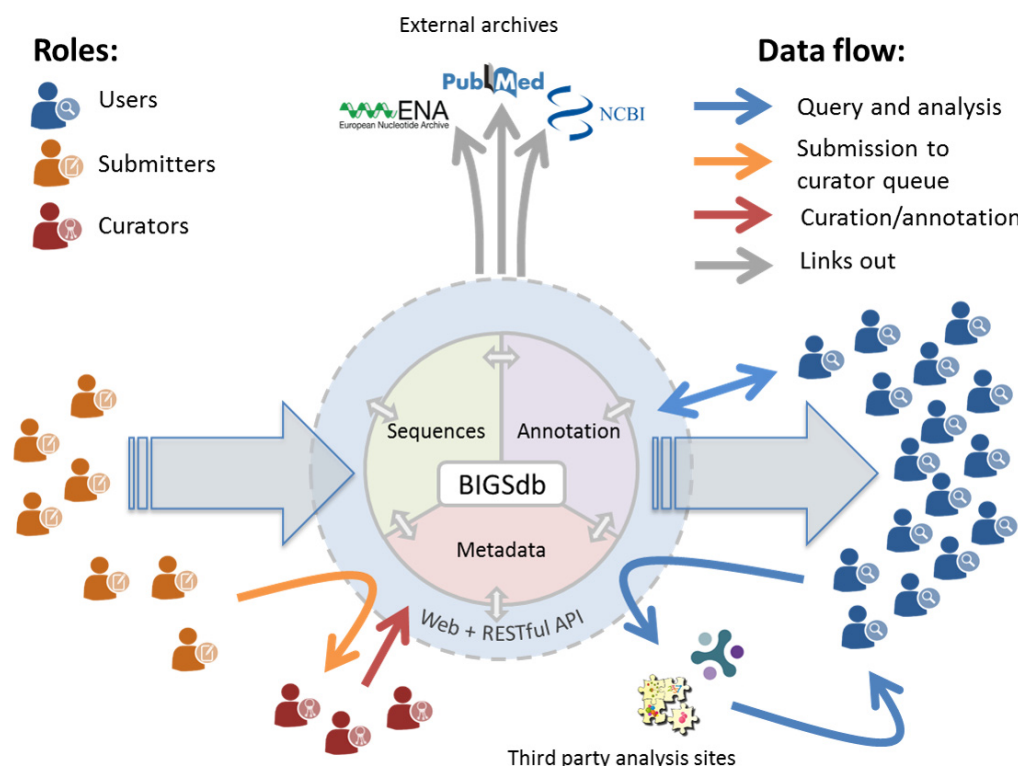 External archives
Roles:
Users
Submitters
Curators
PubMed
ENA
European Nucleotide Archive
NCBI
Data flow:
Query and analysis
Submission to
curator queue
Curation/annotation
Links out
Sequences
Annotation
BIGSdb
Metadata
Web + RESTful API
Third party analysis sites